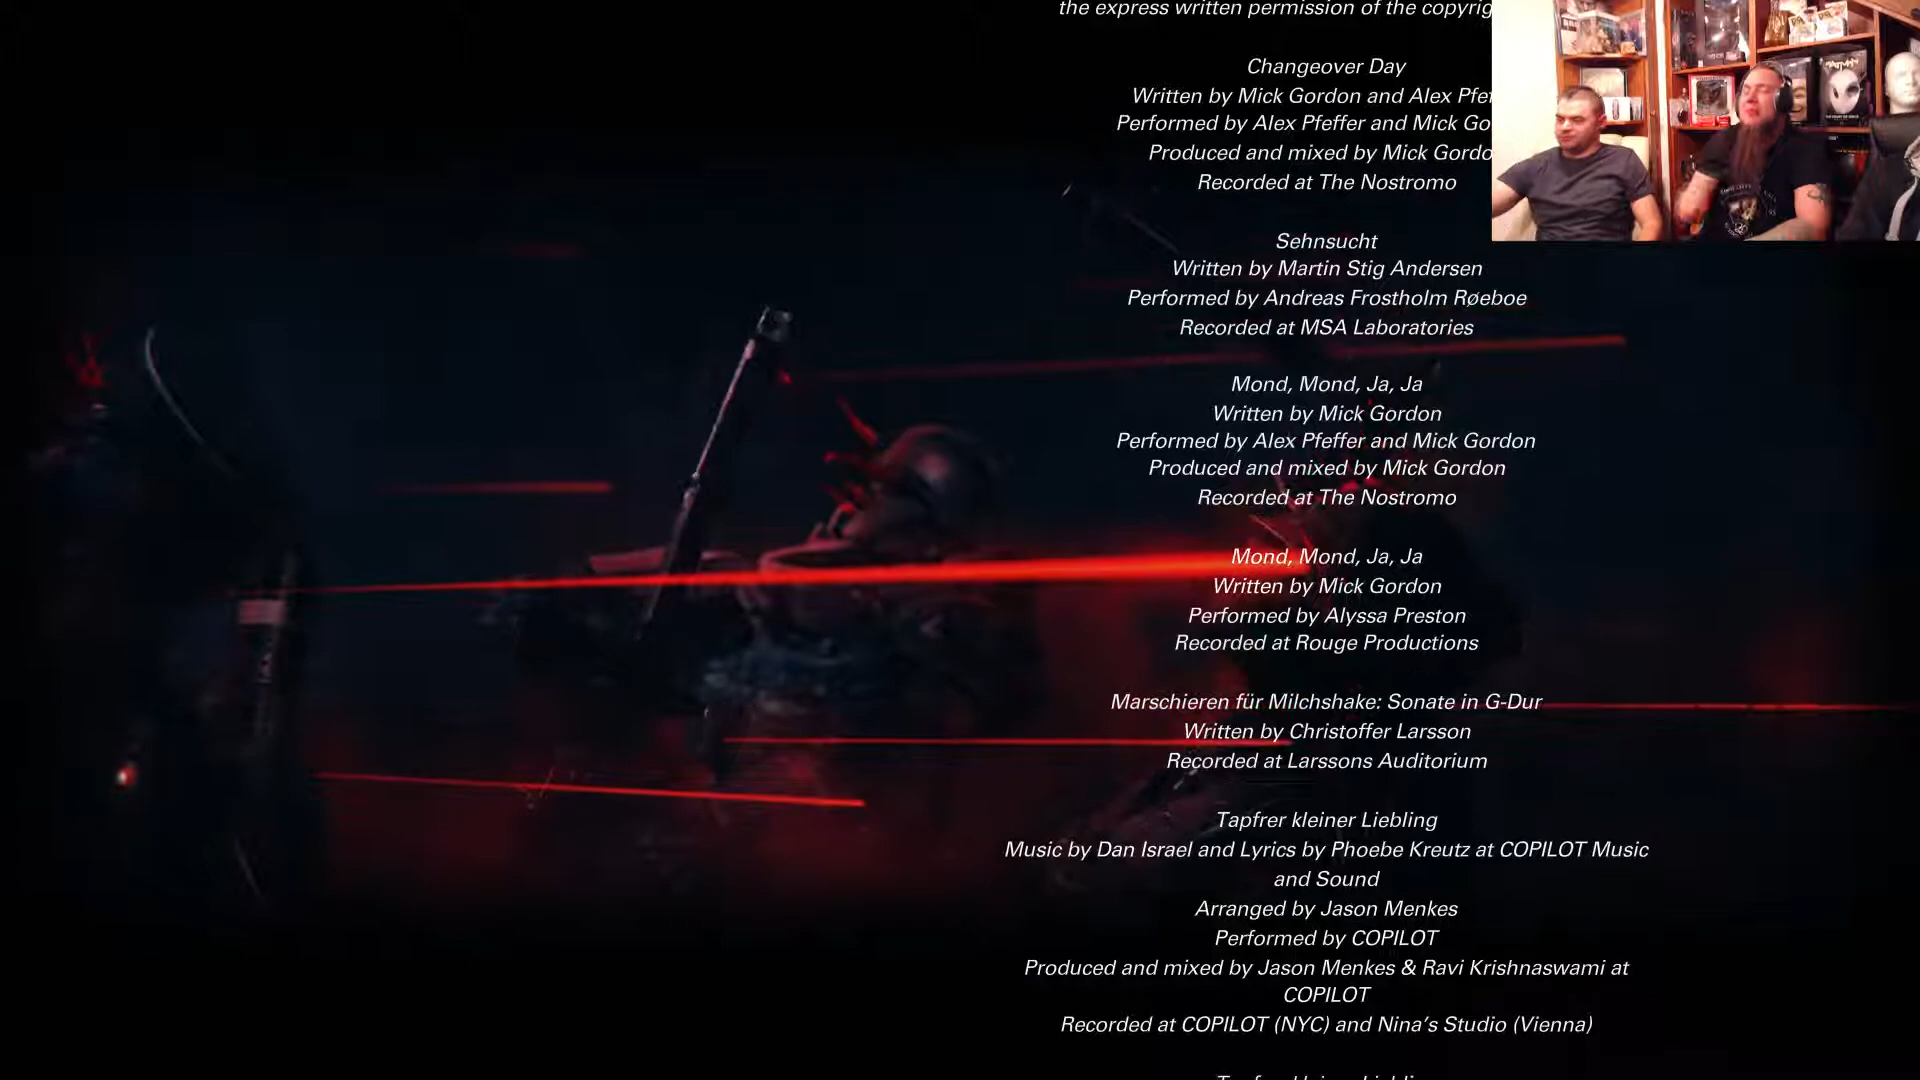 the express written permission of the
Changeover Day
Written by Mick Gordon and Alex
Performed by Alex Pfeffer and Mick
Produced and mixed by Mick
Recorded at The Nostromo
Sehnsucht
Written by Martin Stig Andersen
Performed by Andreas Frostholm Røeboe
Recorded at MSA Laboratories
Mond, Mond, Ja, Ja
Written by Mick Gordon
Performed by Alex Pfeffer and Mick Gordon
Produced and mixed by Mick Gordon
Recorded at The Nostromo
Mond, Mond, Ja, Ja
Written by Mick Gordon
Performed by Alyssa Preston
Recorded at Rouge Productions
Marschieren für Milchshake: Sonate in G-Dur
Written by Christoffer Larsson
Recorded at Larssons Auditorium
Tapfrer kleiner Liebling
Music by Dan Israel and Lyrics by Phoebe Kreutz at COPILOT Music
and Sound
Arranged by Jason Menkes
Performed by COPILOT
Produced and mixed by Jason Menkes & Ravi Krishnaswami at
COPILOT
Recorded at COPILOT (NYC) and Nina's Studio (Vienna)